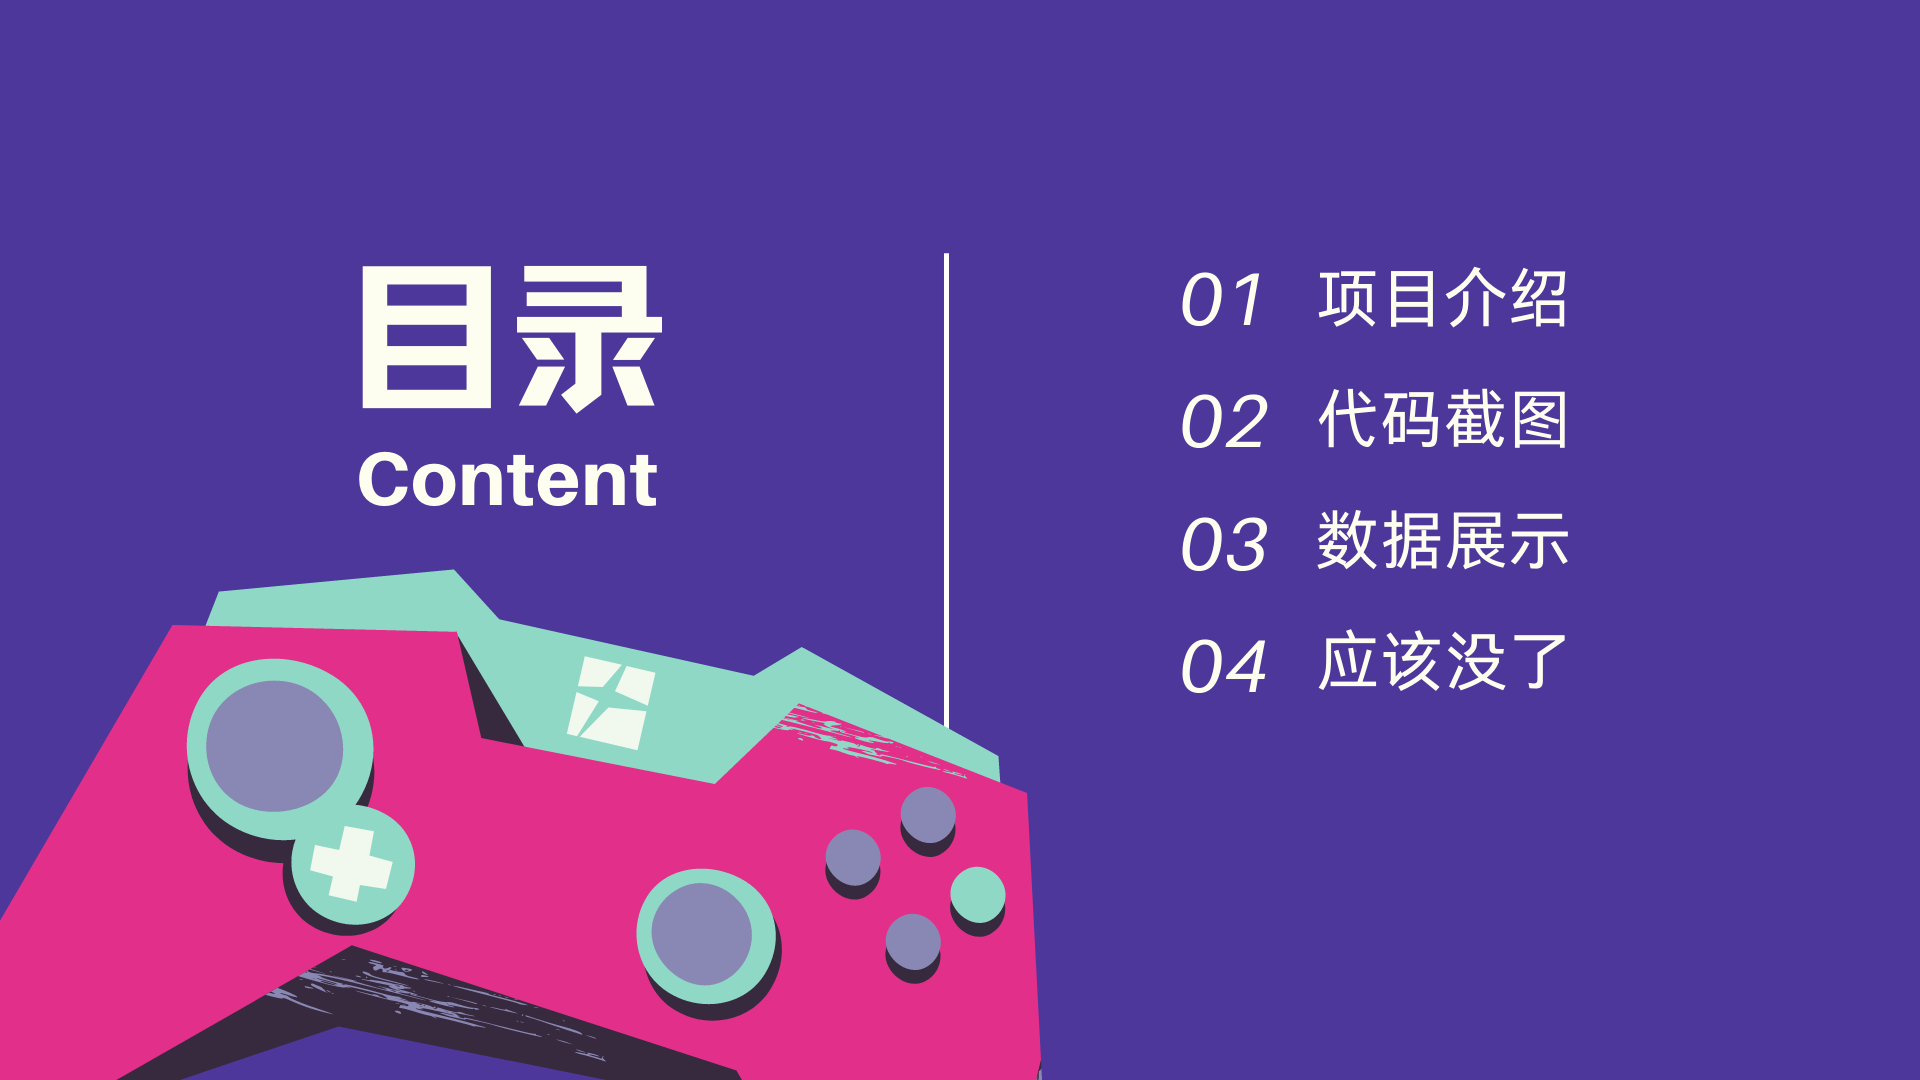 目录
Content
01 项目介绍
02 代码截图
03 数据展示
04 应该没了